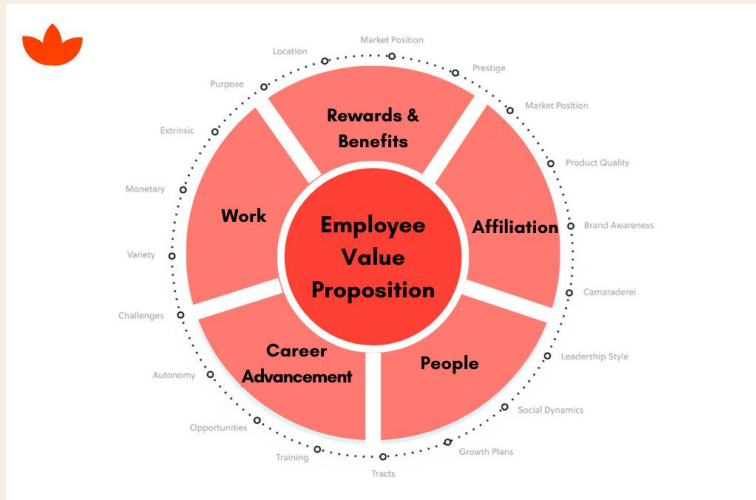 Market Position
Location
Prestige
Purpose
Market Position
Rewards &
Benefits
Extrinsic
Product Quality
Monetary
Work
Employee
Value
Proposition
Affiliation
Brand Awareness
Variety
Camaraderei
Challenges
Career
Advancement
People
Leadership Style
Autonomy
Social Dynamics
Opportunities
Growth Plans
Training
Tracts